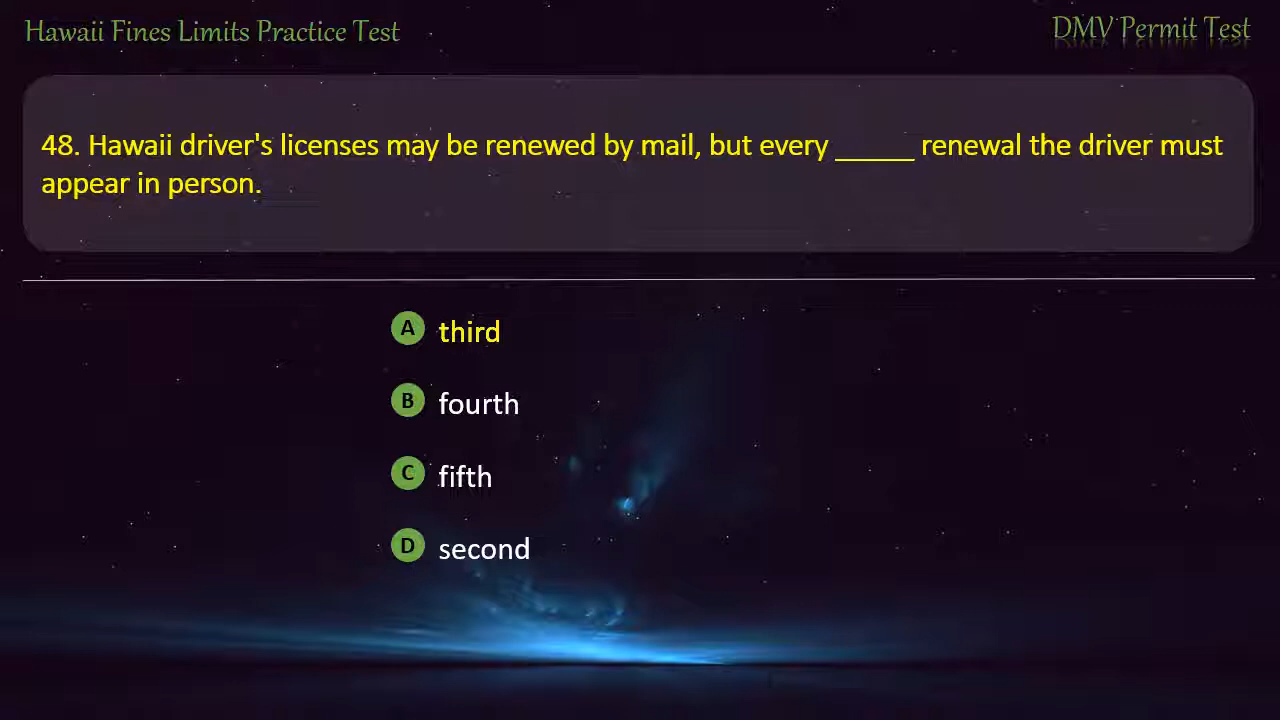 Hawaii Fines Limits Practice Test
DMV Permit Test
48. Hawaii driver's licenses may be renewed by mail, but every _____ renewal the driver must
appear in person.
A third
B fourth
C fifth
D second